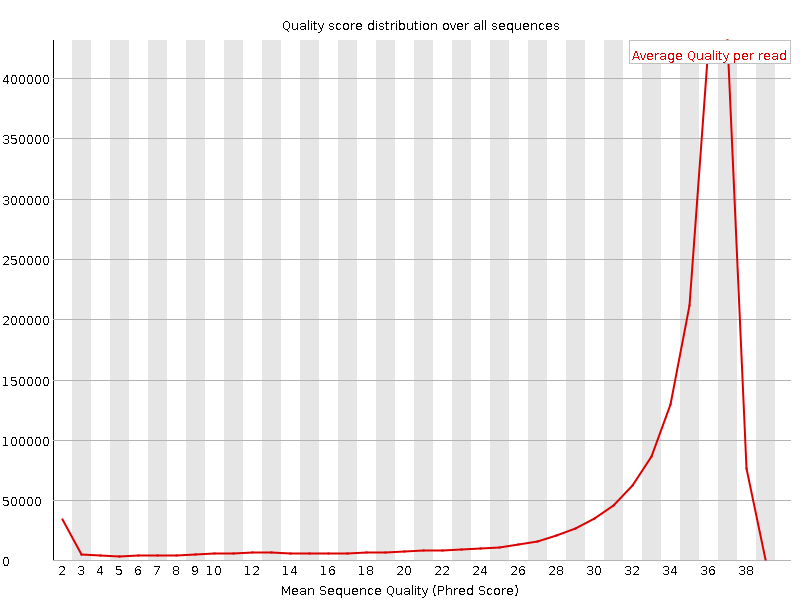 Quality score distribution over all sequences
Average Quality per read
400000
350000
300000
250000
200000
150000
100000
50000
0
2 3 4 5 6 7 8 9 10 12 14 16 18 20 22 24 26 28 30 32 34 36 38
Mean Sequence Quality (Phred Score)